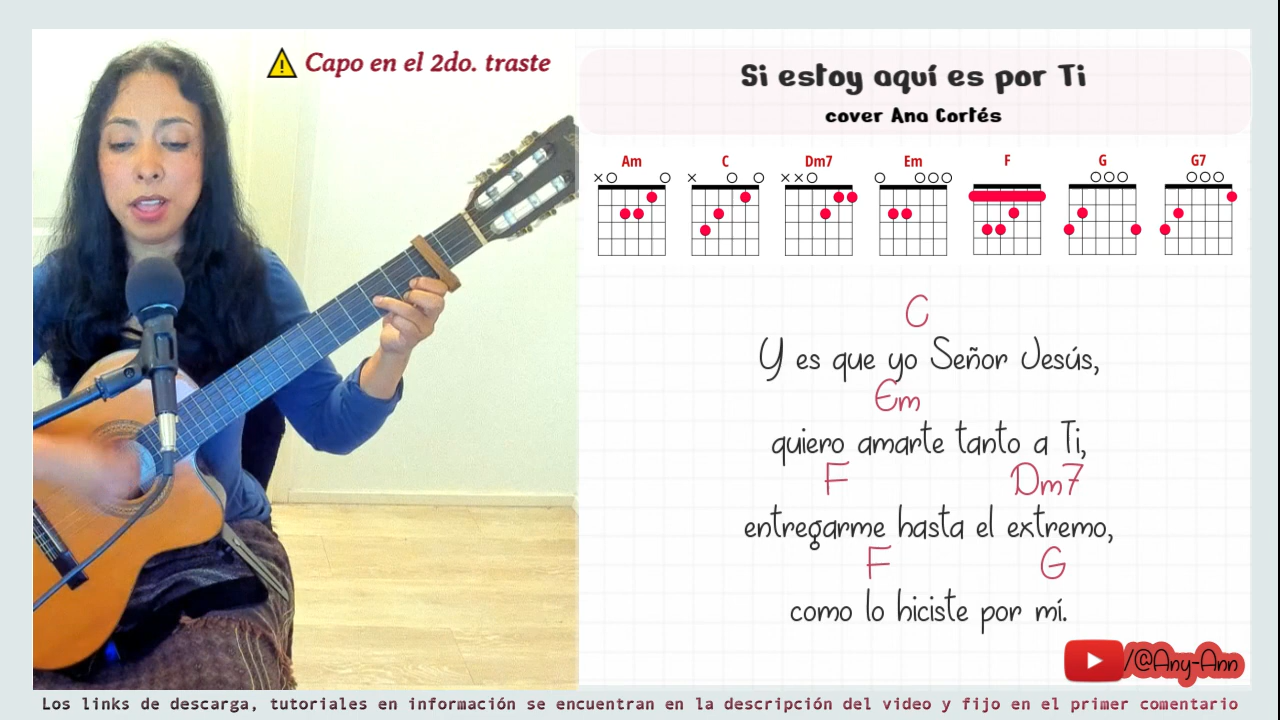 Capo en el 2do. traste
Si estoy aquí es por Ti
cover Ana Cortés
Am C Dm7 Em F G G7
C
Y es que yo Señor Jesús,
Em
quiero amarte tanto a Ti,
F Dm7
entregarme hasta el extremo,
F G
como lo hiciste por mí.
/@Any-Ann
Los links de descarga, tutoriales en información se encuentran en la descripción del video y fijo en el primer comentario